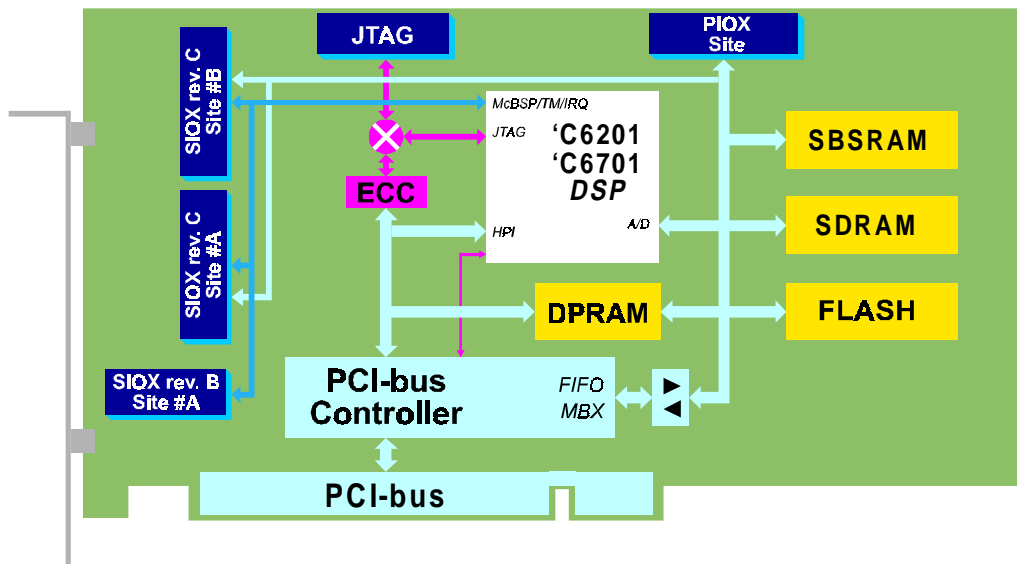 JTAG
PIOX
Site
SIOX rev. C
Site #B
McBSP/TM/IRQ
JTAG
'C6201
'C6701
DSP
SBSRAM
ECC
SIOX rev. C
Site #A
HPI
A/D
SDRAM
DPRAM
FLASH
SIOX rev. B
Site #A
PCI-bus
Controller
FIFO
MBX
PCI-bus